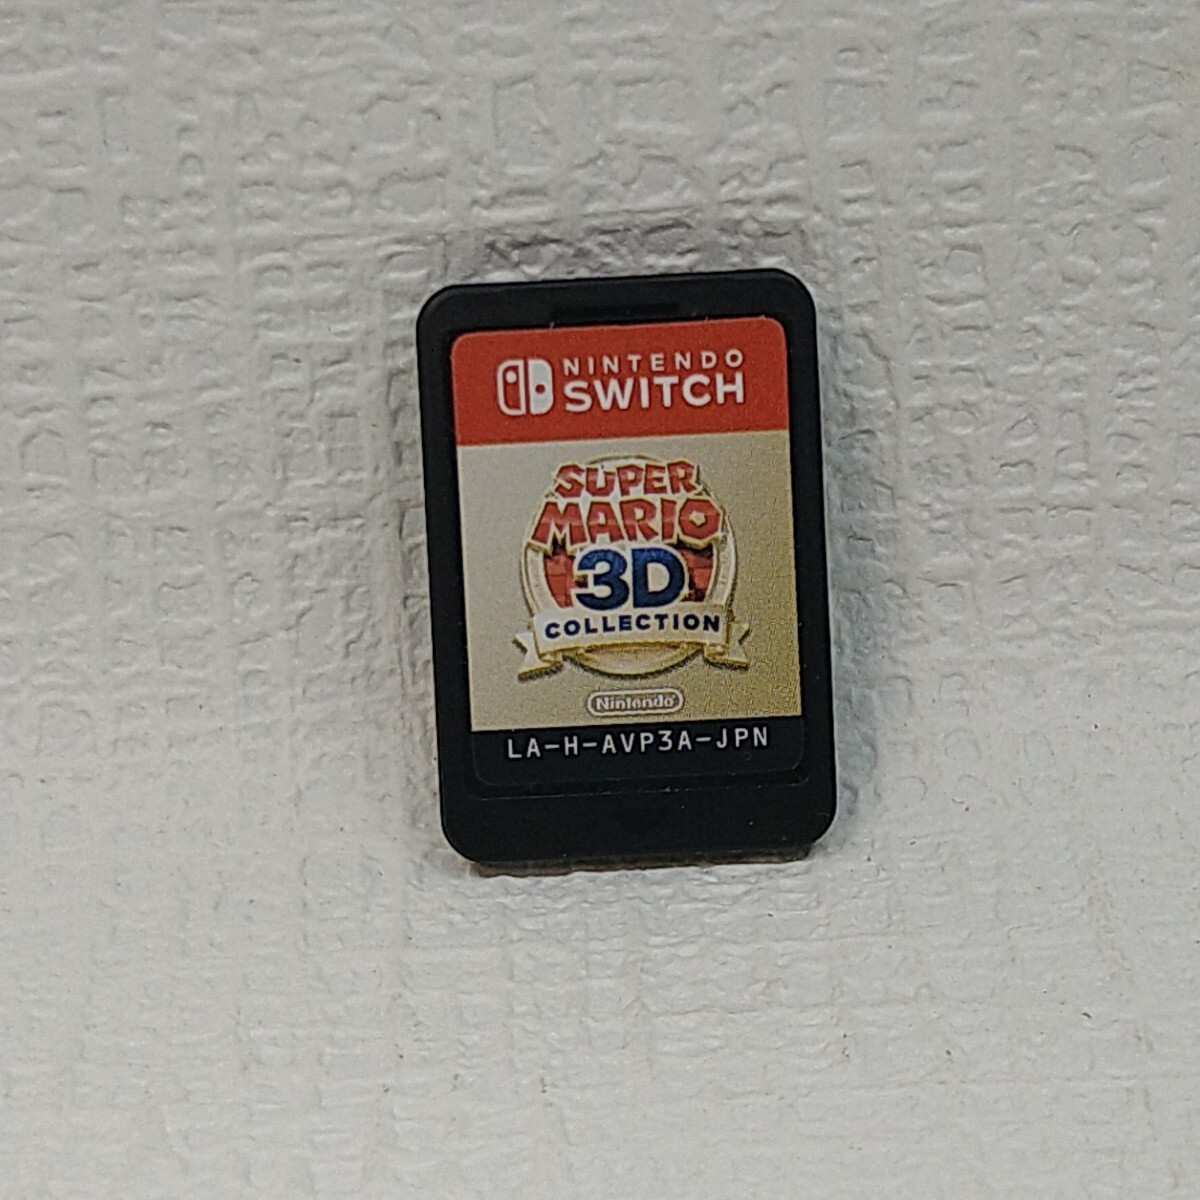 NINTENDO
SWITCH
SUPER
MARIO
3D
COLLECTION
Nintendo
LA-H-AVP3A-JPN